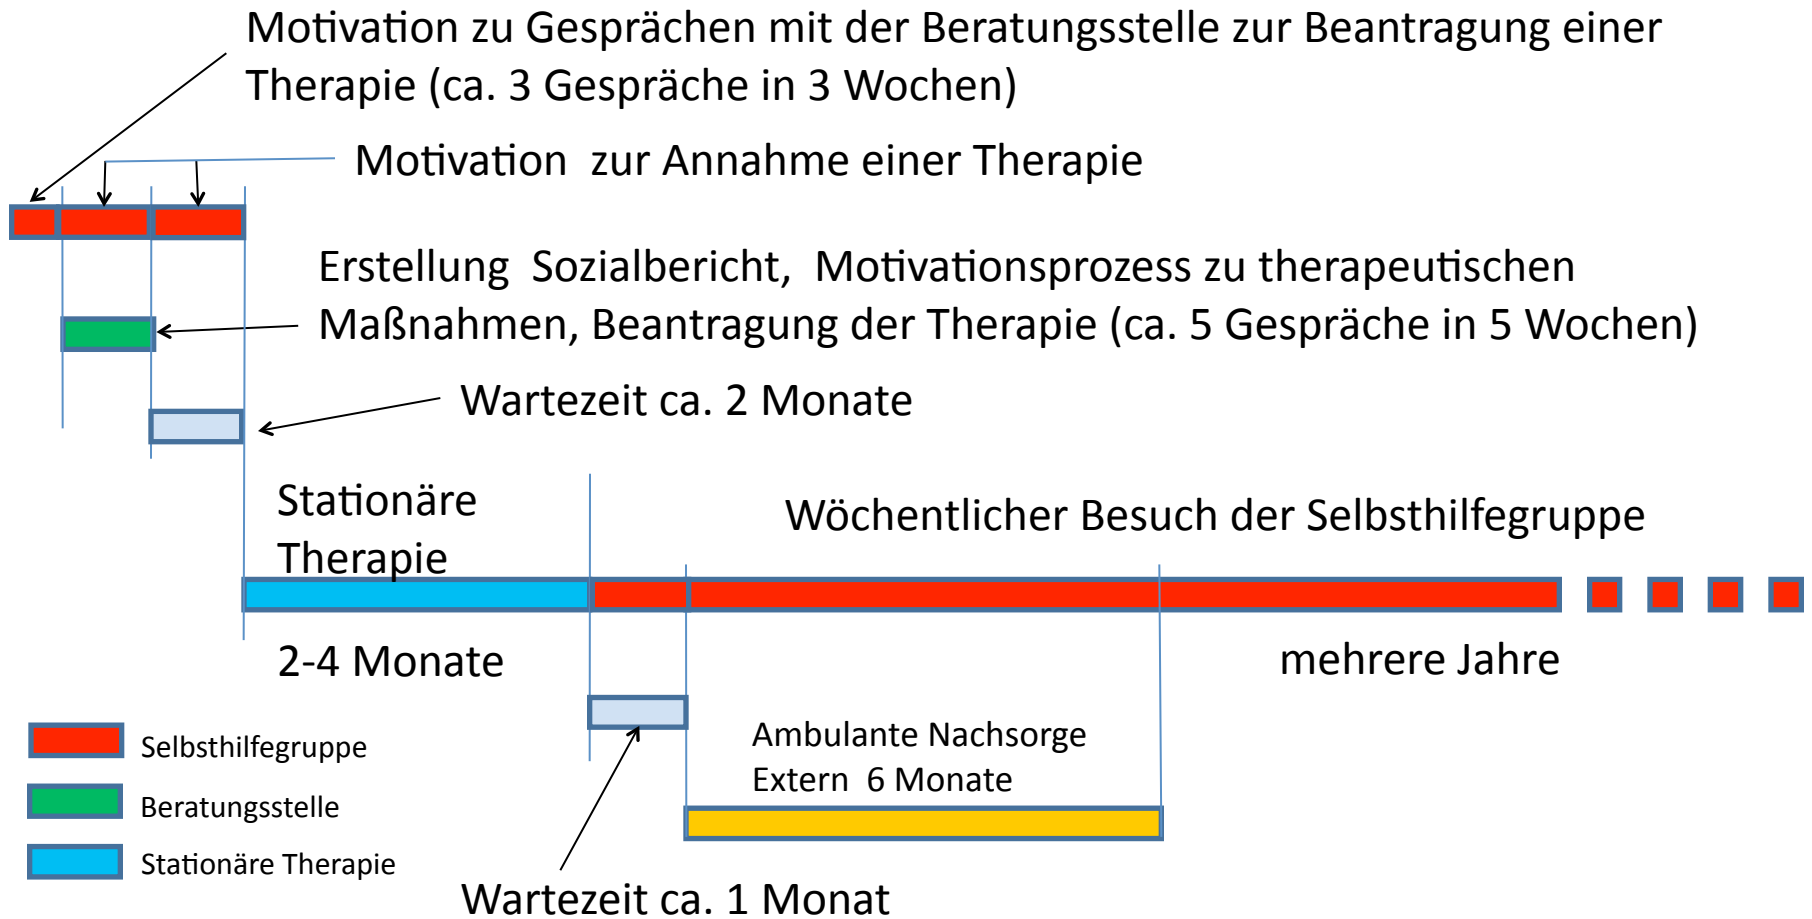 Motivation zu Gesprächen mit der Beratungsstelle zur Beantragung einer
Therapie (ca. 3 Gespräche in 3 Wochen)
Motivation  zur Annahme einer Therapie
Erstellung  Sozialbericht,  Motivationsprozess zu therapeutischen
Maßnahmen, Beantragung der Therapie (ca. 5 Gespräche in 5 Wochen)
Wartezeit ca. 2 Monate
Stationäre
Therapie
Wöchentlicher Besuch der Selbsthilfegruppe
2-4 Monate
mehrere Jahre
Ambulante Nachsorge
Extern  6 Monate
Selbsthilfegruppe
Beratungsstelle
Stationäre Therapie
Wartezeit ca. 1 Monat